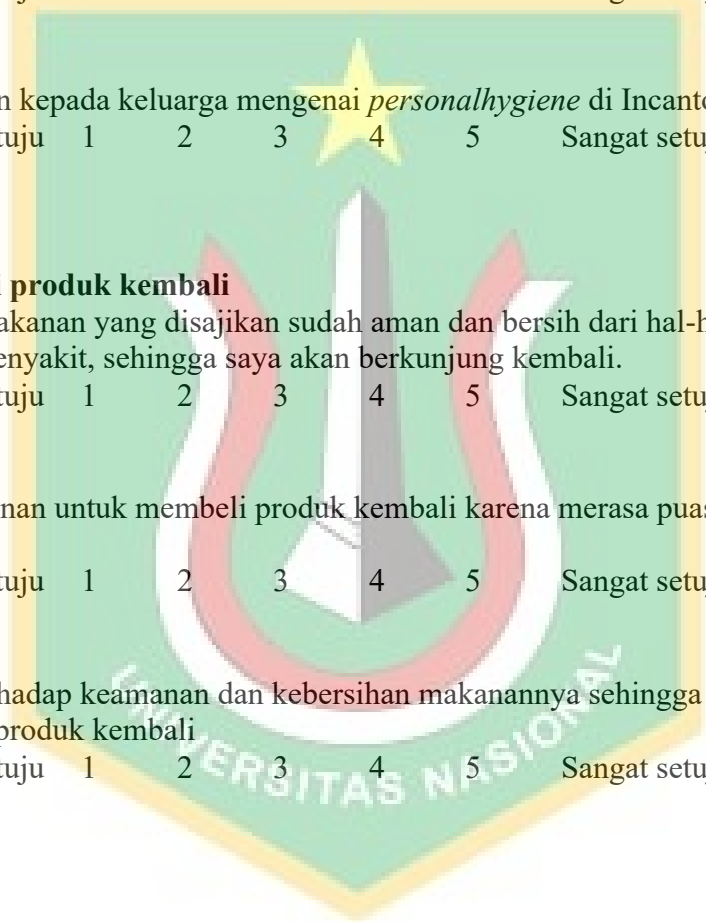 n kepada keluarga mengenai personalhygiene di Incanto
tuju 1 2 3 4 5 Sangat setu
i produk kembali
akanan yang disajikan sudah aman dan bersih dari hal-h
enyakit, sehingga saya akan berkunjung kembali.
tuju 1 2 3 4 5 Sangat setu
nan untuk membeli produk kembali karena merasa puas
tuju 1 2 3 4 5 Sangat setu
hadap keamanan dan kebersihan makanannya sehingga
produk kembali
tuju 1 2 3 4 5 Sangat setu
UNIVERSITAS NASIONAL